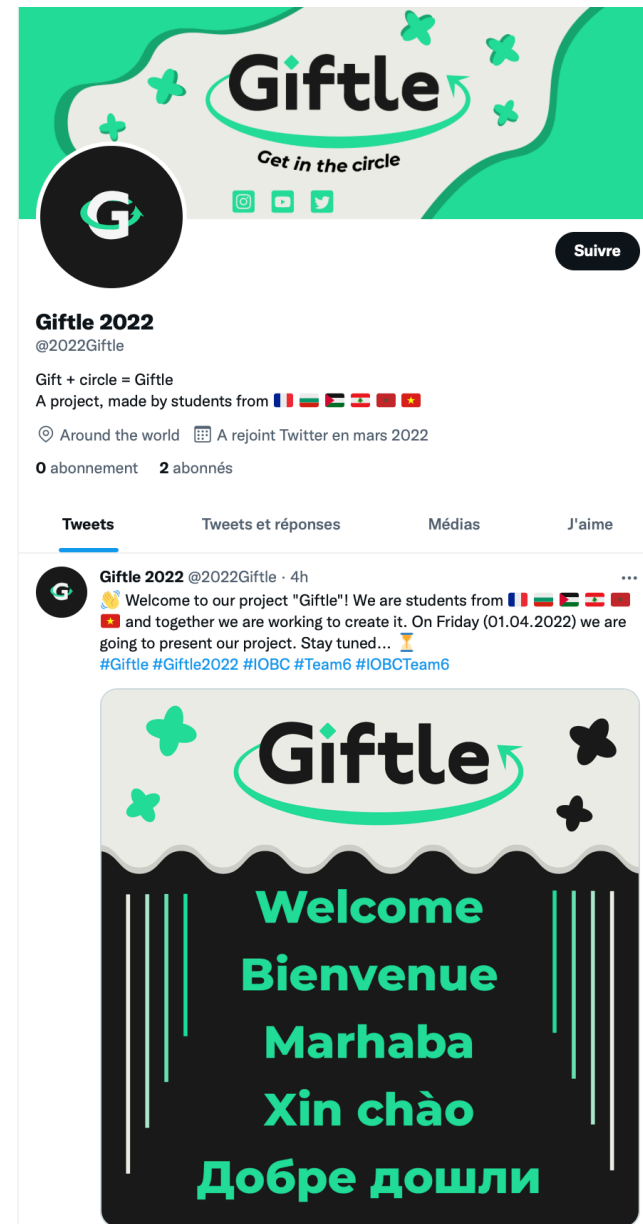 Giftle
Get in the circle
G
Suivre
Giftle 2022
@2022Giftle
Gift + circle = Giftle
A project, made by students from 🇫🇷 🇧🇬 🇯🇴 🇱🇧 🇲🇦 🇻🇳
Around the world A rejoint Twitter en mars 2022
0 abonnement 2 abonnés
Tweets Tweets et réponses Médias J'aime
G
Giftle 2022 @2022Giftle · 4h
👋 Welcome to our project "Giftle"! We are students from 🇫🇷 🇧🇬 🇯🇴 🇱🇧 🇲🇦
🇻🇳 and together we are working to create it. On Friday (01.04.2022) we are
going to present our project. Stay tuned... ⏳
#Giftle #Giftle2022 #IOBC #Team6 #IOBCTeam6
Giftle
Welcome
Bienvenue
Marhaba
Xin chào
Добре дошли